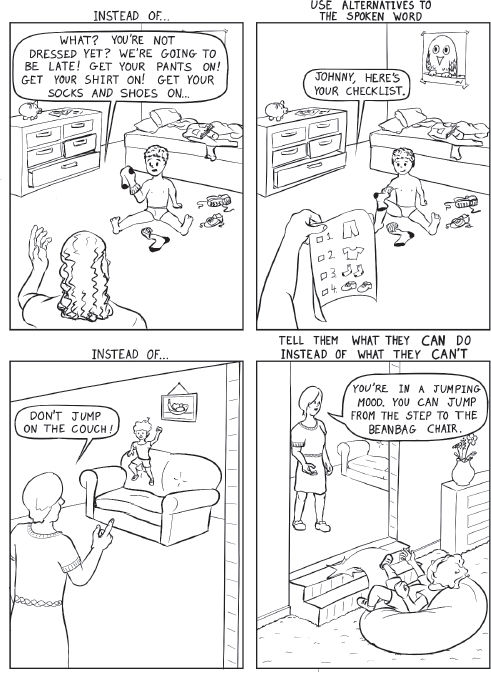 INSTEAD OF...
WHAT? YOU'RE NOT
DRESSED YET? WE'RE GOING TO
BE LATE! GET YOUR PANTS ON!
GET YOUR SHIRT ON! GET YOUR
SOCKS AND SHOES ON...
USE ALTERNATIVES TO
THE SPOKEN WORD
JOHNNY, HERE'S
YOUR CHECKLIST.
1
2
3
4.
INSTEAD OF...
DON'T JUMP
ON THE COUCH!
TELL THEM WHAT THEY CAN DO
INSTEAD OF WHAT THEY CAN'T
YOU'RE IN A JUMPING
MOOD. YOU CAN JUMP
FROM THE STEP TO THE
BEANBAG CHAIR.